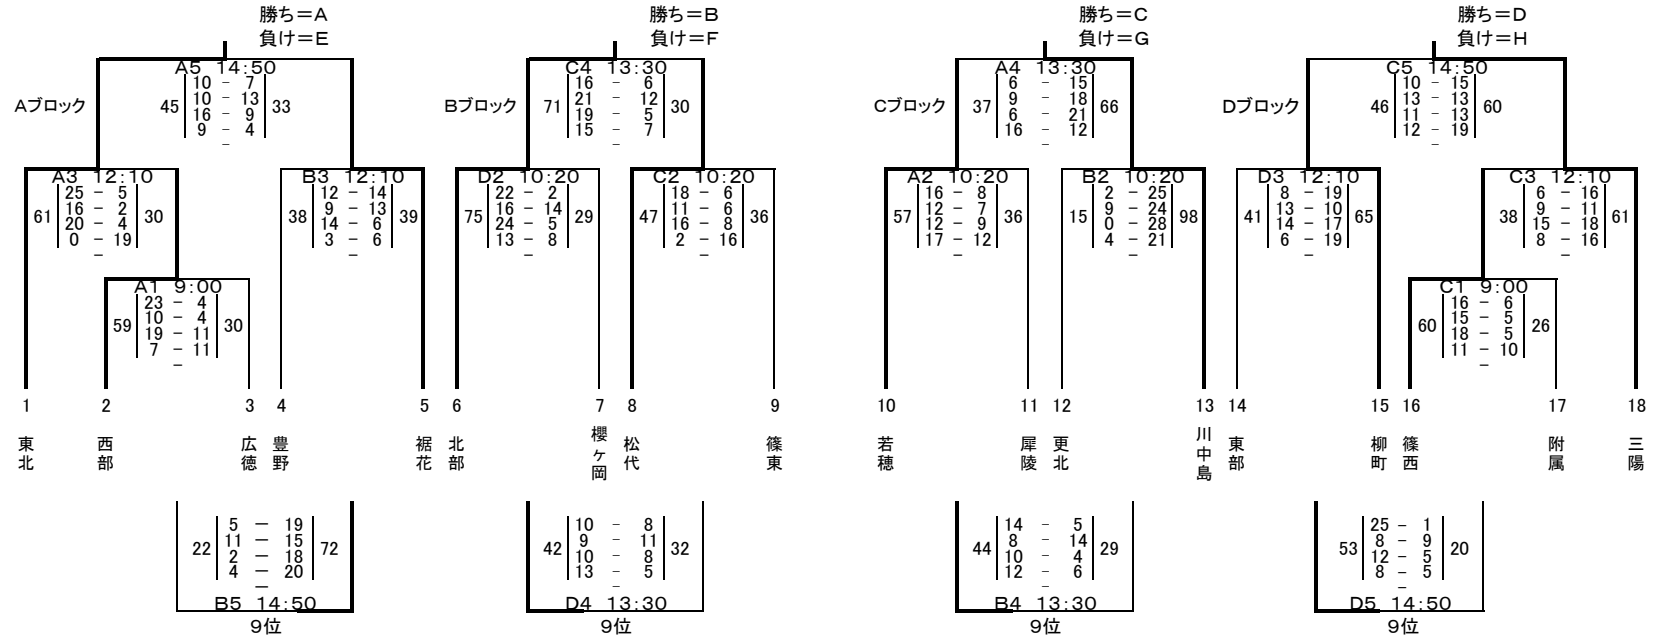 勝ち＝A 勝ち＝B 勝ち＝C 勝ち＝D
負け＝E 負け＝F 負け＝G 負け＝H
Aブロック
A5 14:50
45 33
10 － 7
10 － 13
16 － 9
9 － 4
－
Bブロック
C4 13:30
71 30
16 － 6
21 － 12
19 － 5
15 － 7
－
Cブロック
A4 13:30
37 66
6 － 15
9 － 18
6 － 21
16 － 12
－
Dブロック
C5 14:50
46 60
10 － 15
13 － 13
11 － 13
12 － 19
－
A3 12:10
61 30
25 － 5
16 － 2
20 － 4
0 － 19
－
B3 12:10
38 39
12 － 14
9 － 13
14 － 6
3 － 6
－
D2 10:20
75 29
22 － 2
16 － 14
24 － 5
13 － 8
－
C2 10:20
47 36
18 － 6
11 － 6
16 － 8
2 － 16
－
A2 10:20
57 36
16 － 8
12 － 7
12 － 9
17 － 12
－
B2 10:20
15 98
2 － 25
9 － 24
0 － 28
4 － 21
－
D3 12:10
41 65
8 － 19
13 － 10
14 － 17
6 － 19
－
C3 12:10
38 61
6 － 16
9 － 11
15 － 18
8 － 16
－
A1 9:00
59 30
23 － 4
10 － 4
19 － 11
7 － 11
－
C1 9:00
60 26
16 － 6
15 － 5
18 － 5
11 － 10
－
1 2 3 4 5 6 7 8 9 10 11 12 13 14 15 16 17 18
東北
西部
広徳
豊野
裾花
北部
櫻ヶ岡
松代
篠東
若穂
犀陵
更北
川中島
東部
柳町
篠西
附属
三陽
22 72
5 － 19
11 － 15
2 － 18
4 － 20
－
B5 14:50
9位
42 32
10 － 8
9 － 11
10 － 8
13 － 5
－
D4 13:30
9位
44 29
14 － 5
8 － 14
10 － 4
12 － 6
－
B4 13:30
9位
53 20
25 － 1
8 － 9
12 － 5
8 － 5
－
D5 14:50
9位